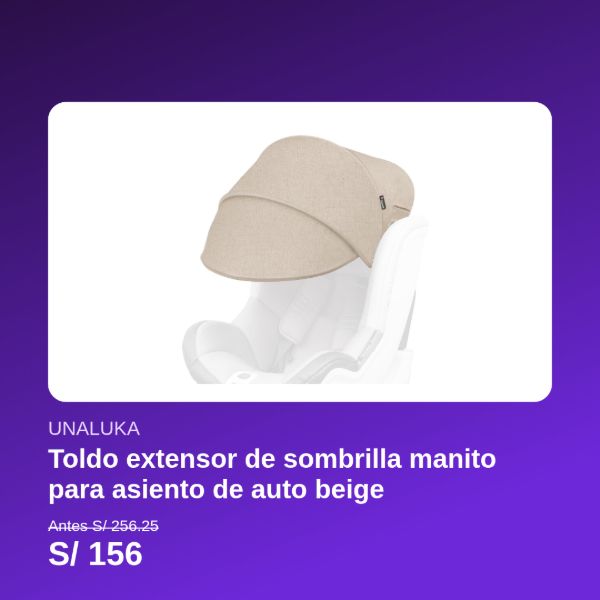 UNALUKA
Toldo extensor de sombrilla manito
para asiento de auto beige
Antes S/ 256.25
S/ 156